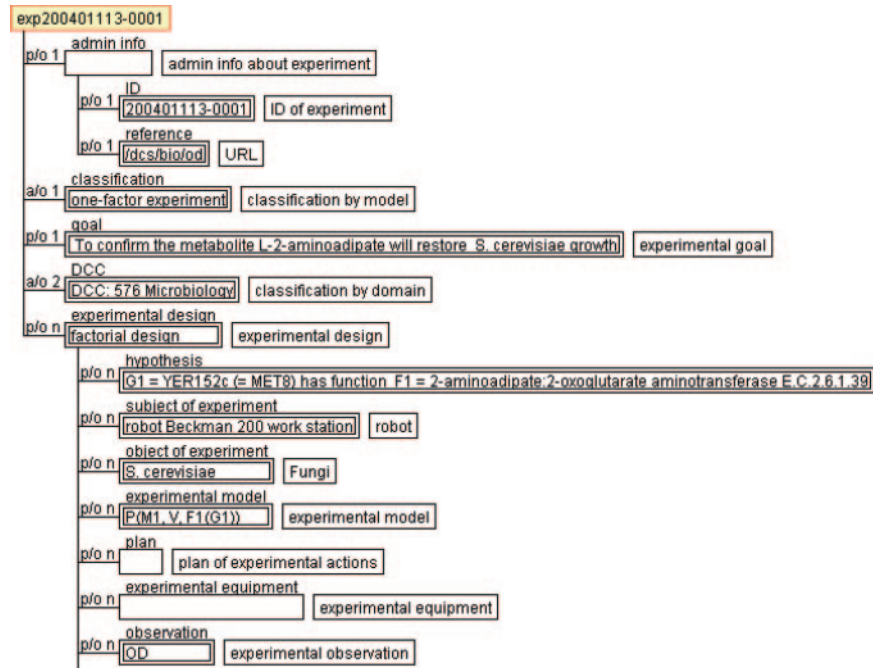 exp200401113-0001
admin info
p/o 1 admin info about experiment
ID
p/o 1 200401113-0001 ID of experiment
reference
p/o 1 /dcs/bio/od URL
classification
a/o 1 one-factor experiment classification by model
goal
p/o 1 To confirm the metabolite L-2-aminoadipate will restore S. cerevisiae growth experimental goal
DCC
a/o 2 DCC: 576 Microbiology classification by domain
experimental design
p/o n factorial design experimental design
hypothesis
p/o n G1 = YER152c (= MET8) has function F1 = 2-aminoadipate:2-oxoglutarate aminotransferase E.C.2.6.1.39
subject of experiment
p/o n robot Beckman 200 work station robot
object of experiment
p/o n S. cerevisiae Fungi
experimental model
p/o n P(M1, V, F1(G1)) experimental model
plan
p/o n plan of experimental actions
experimental equipment
p/o n experimental equipment
observation
p/o n OD experimental observation